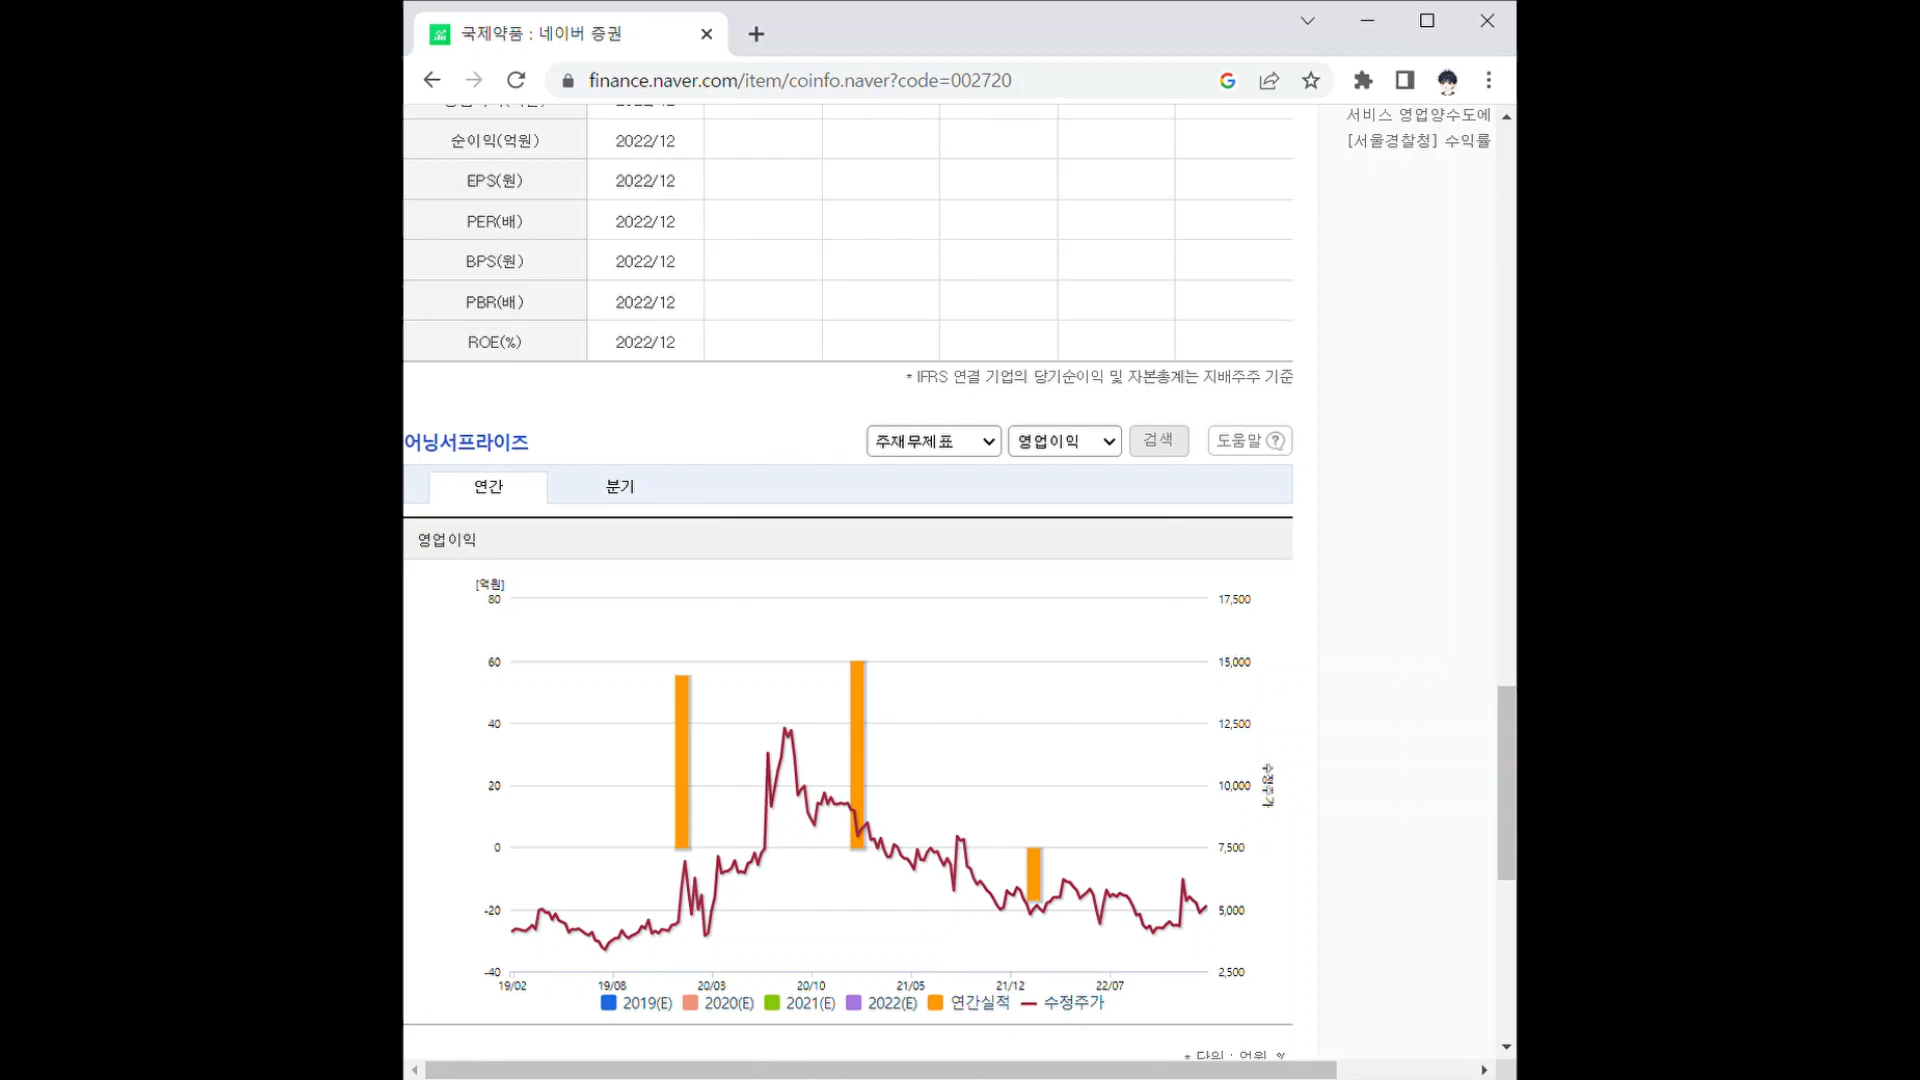 국제약품 : 네이버 증권
finance.naver.com/item/coinfo.naver?code=002720
서비스 영업양수도에
[서울경찰청] 수익률
순이익(억원) 2022/12
EPS(원) 2022/12
PER(배) 2022/12
BPS(원) 2022/12
PBR(배) 2022/12
ROE(%) 2022/12
* IFRS 연결 기업의 당기순이익 및 자본총계는 지배주주 기준
어닝서프라이즈 주재무제표 영업이익 검색 도움말 ?
연간 분기
영업이익
[억원]
80 17,500
60 15,000
40 12,500
20 10,000
수정주가
0 7,500
-20 5,000
-40 2,500
19/02 19/08 20/03 20/10 21/05 21/12 22/07
2019(E) 2020(E) 2021(E) 2022(E) 연간실적 수정주가
* 단위 : 억원, %